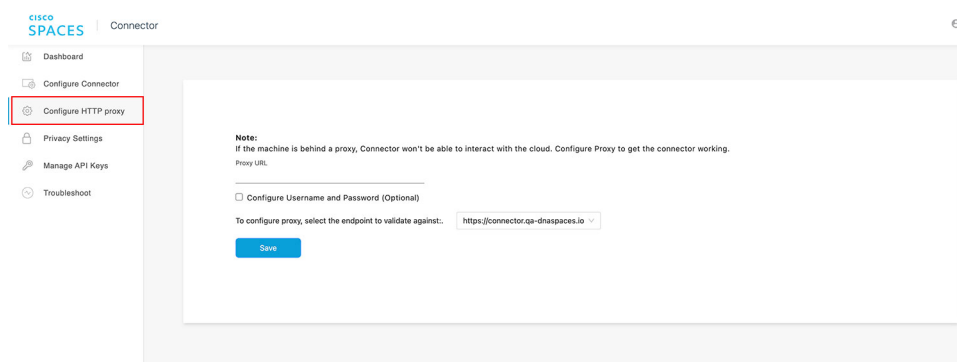 CISCO
SPACES
Connector
Dashboard
Configure Connector
Configure HTTP proxy
Privacy Settings
Manage API Keys
Troubleshoot
Note:
If the machine is behind a proxy, Connector won't be able to interact with the cloud. Configure Proxy to get the connector working.
Proxy URL
Configure Username and Password (Optional)
To configure proxy, select the endpoint to validate against:. https://connector.qa-dnaspaces.io
Save